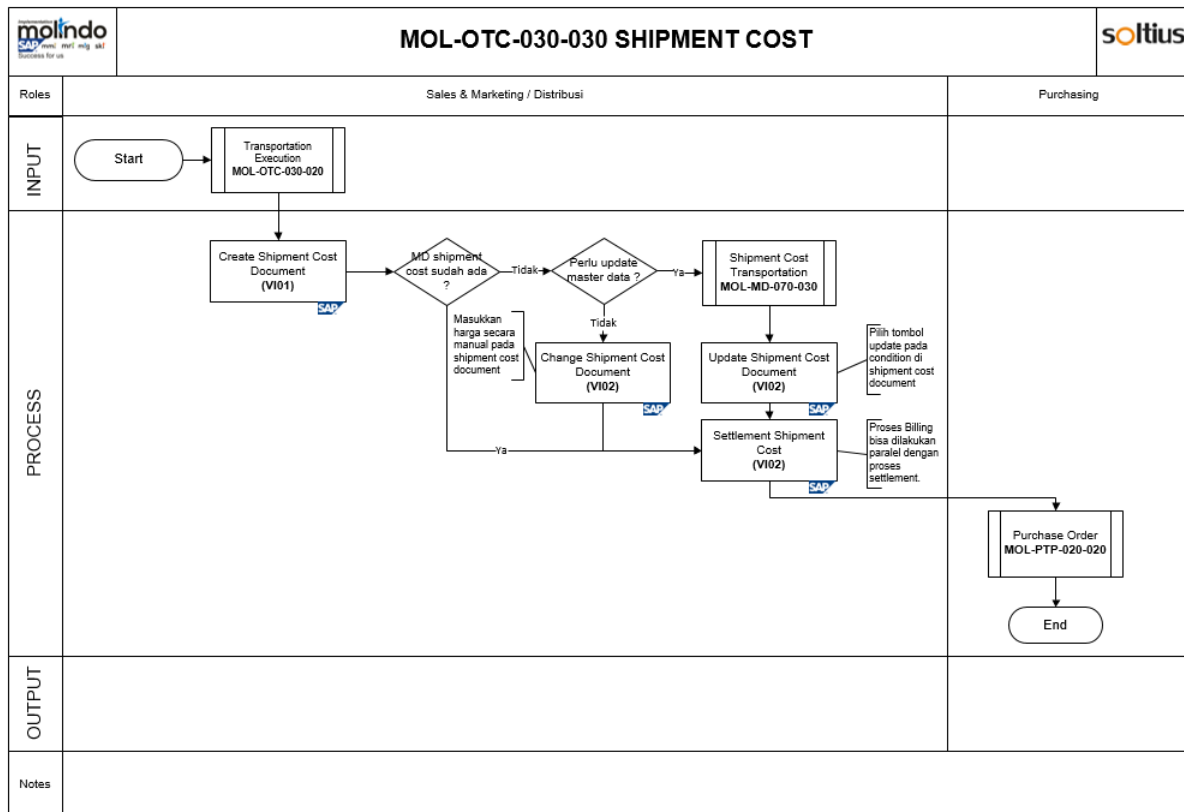 Implementation
molindo
SAP mmi mri mlg ski
Success for us
MOL-OTC-030-030 SHIPMENT COST
soltius
Roles
Sales & Marketing / Distribusi
Purchasing
INPUT
Start
Transportation
Execution
MOL-OTC-030-020
PROCESS
Create Shipment Cost
Document
(VI01)
SAP
MD shipment
cost sudah ada
?
Tidak
Perlu update
master data ?
Ya
Shipment Cost
Transportation
MOL-MD-070-030
Tidak
Masukkan
harga secara
manual pada
shipment cost
document
Change Shipment Cost
Document
(VI02)
SAP
Update Shipment Cost
Document
(VI02)
SAP
Pilih tombol
update pada
condition di
shipment cost
document
Ya
Settlement Shipment
Cost
(VI02)
SAP
Proses Billing
bisa dilakukan
paralel dengan
proses
settlement.
Purchase Order
MOL-PTP-020-020
End
OUTPUT
Notes